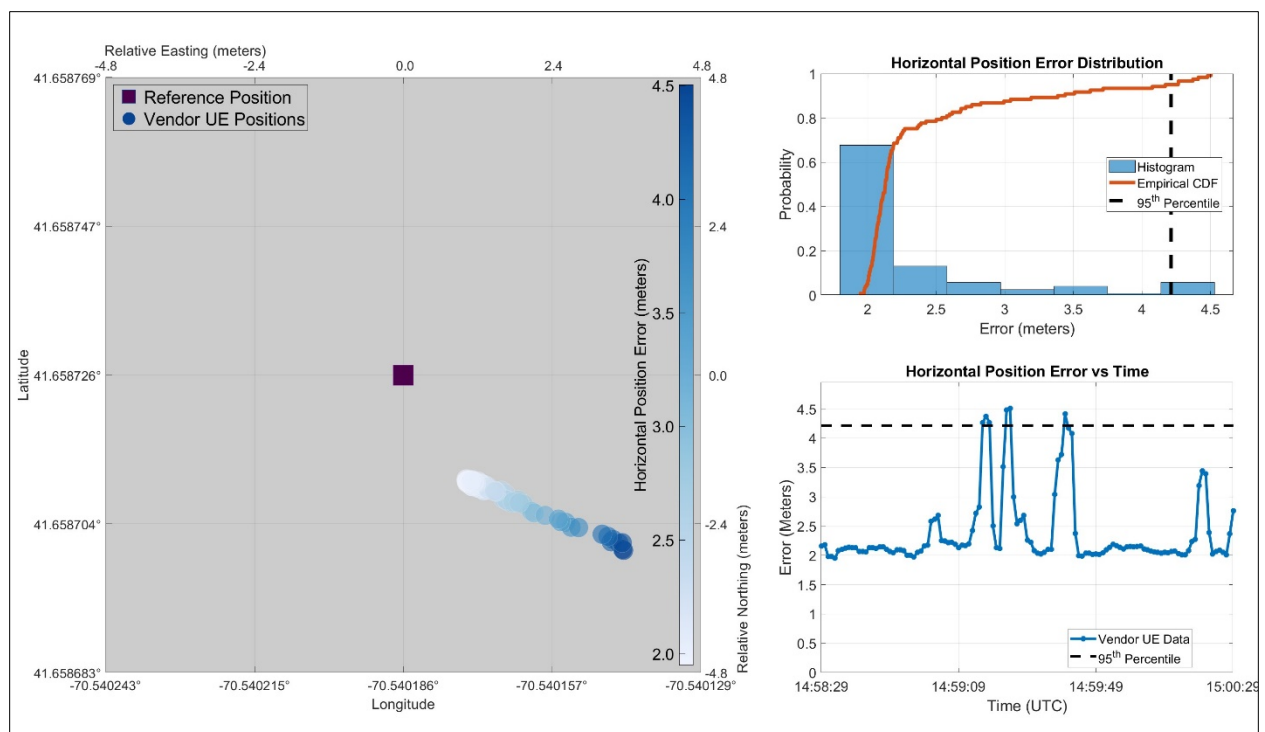 Relative Easting (meters)
-4.8 -2.4 0.0 2.4 4.8
41.658769°
41.658747°
41.658726°
41.658704°
41.658683°
Latitude
Reference Position
Vendor UE Positions
4.5
4.0
3.5
3.0
2.5
2.0
Horizontal Position Error (meters)
4.8
2.4
0.0
-2.4
-4.8
Relative Northing (meters)
-70.540243° -70.540215° -70.540186° -70.540157° -70.540129°
Longitude
Horizontal Position Error Distribution
1
0.8
0.6
0.4
0.2
0
Probability
Histogram
Empirical CDF
95th Percentile
2 2.5 3 3.5 4 4.5
Error (meters)
Horizontal Position Error vs Time
4.5
4
3.5
3
2.5
2
1.5
1
0.5
0
Error (Meters)
Vendor UE Data
95th Percentile
14:58:29 14:59:09 14:59:49 15:00:29
Time (UTC)